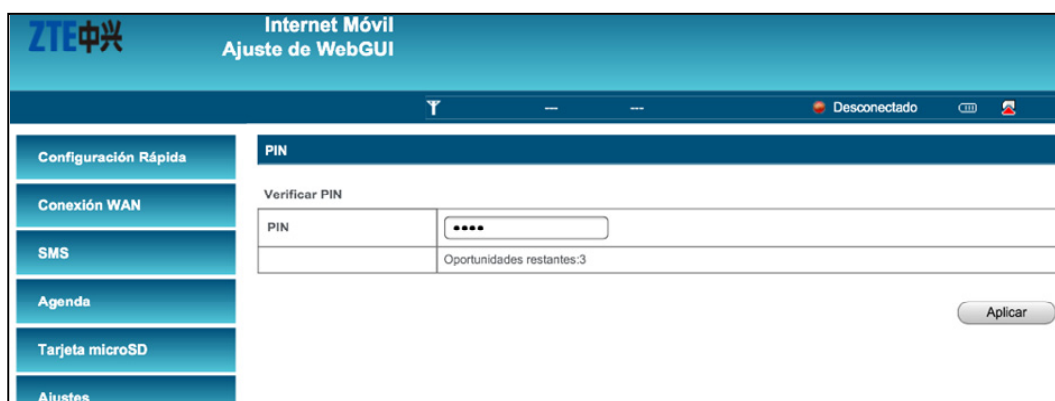 ZTE中兴
Internet Móvil
Ajuste de WebGUI
--- --- Desconectado
Configuración Rápida
Conexión WAN
SMS
Agenda
Tarjeta microSD
Ajustes
PIN
Verificar PIN
PIN ••••
Oportunidades restantes:3
Aplicar